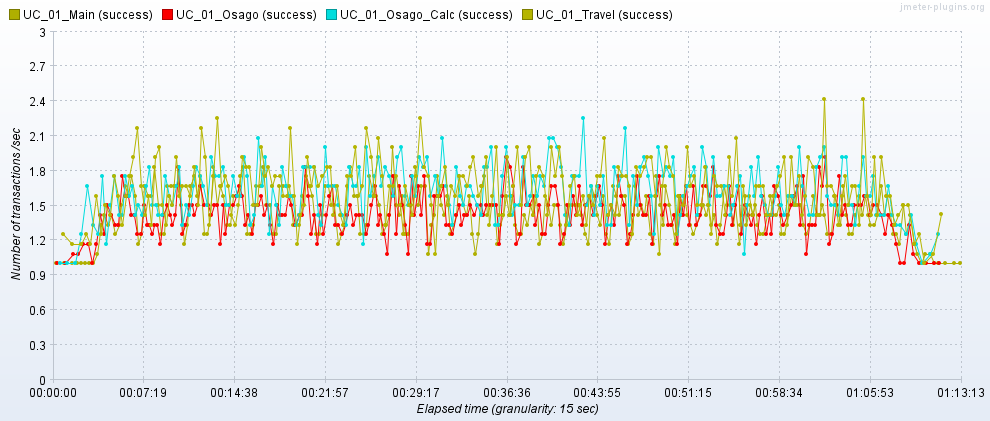 jmeter-plugins.org
UC_01_Main (success) UC_01_Osago (success) UC_01_Osago_Calc (success) UC_01_Travel (success)
Number of transactions /sec
3
2.7
2.4
2.1
1.8
1.5
1.2
0.9
0.6
0.3
0
00:00:00 00:07:19 00:14:38 00:21:57 00:29:17 00:36:36 00:43:55 00:51:15 00:58:34 01:05:53 01:13:13
Elapsed time (granularity: 15 sec)